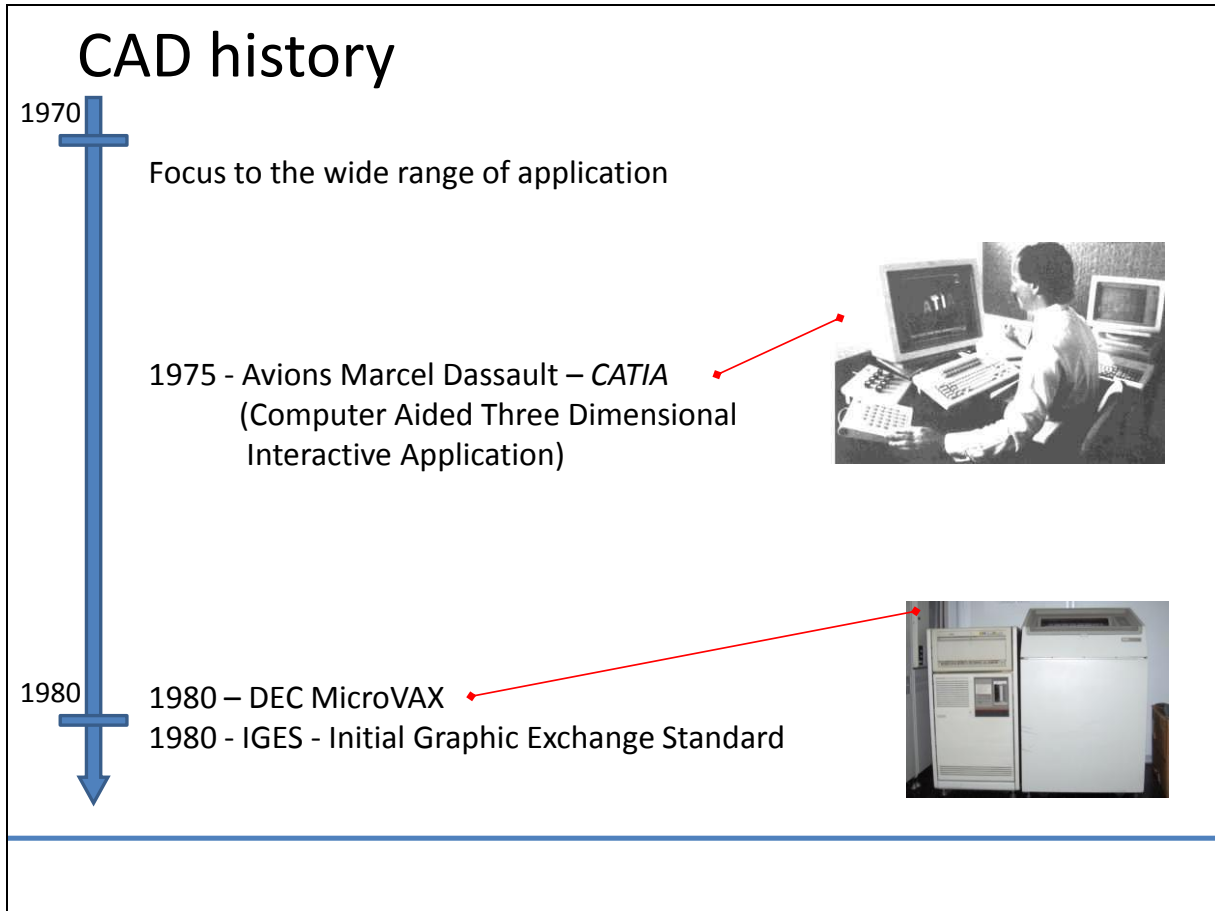 CAD history
1970
Focus to the wide range of application
1975 - Avions Marcel Dassault – CATIA
(Computer Aided Three Dimensional
Interactive Application)
1980
1980 – DEC MicroVAX
1980 - IGES - Initial Graphic Exchange Standard